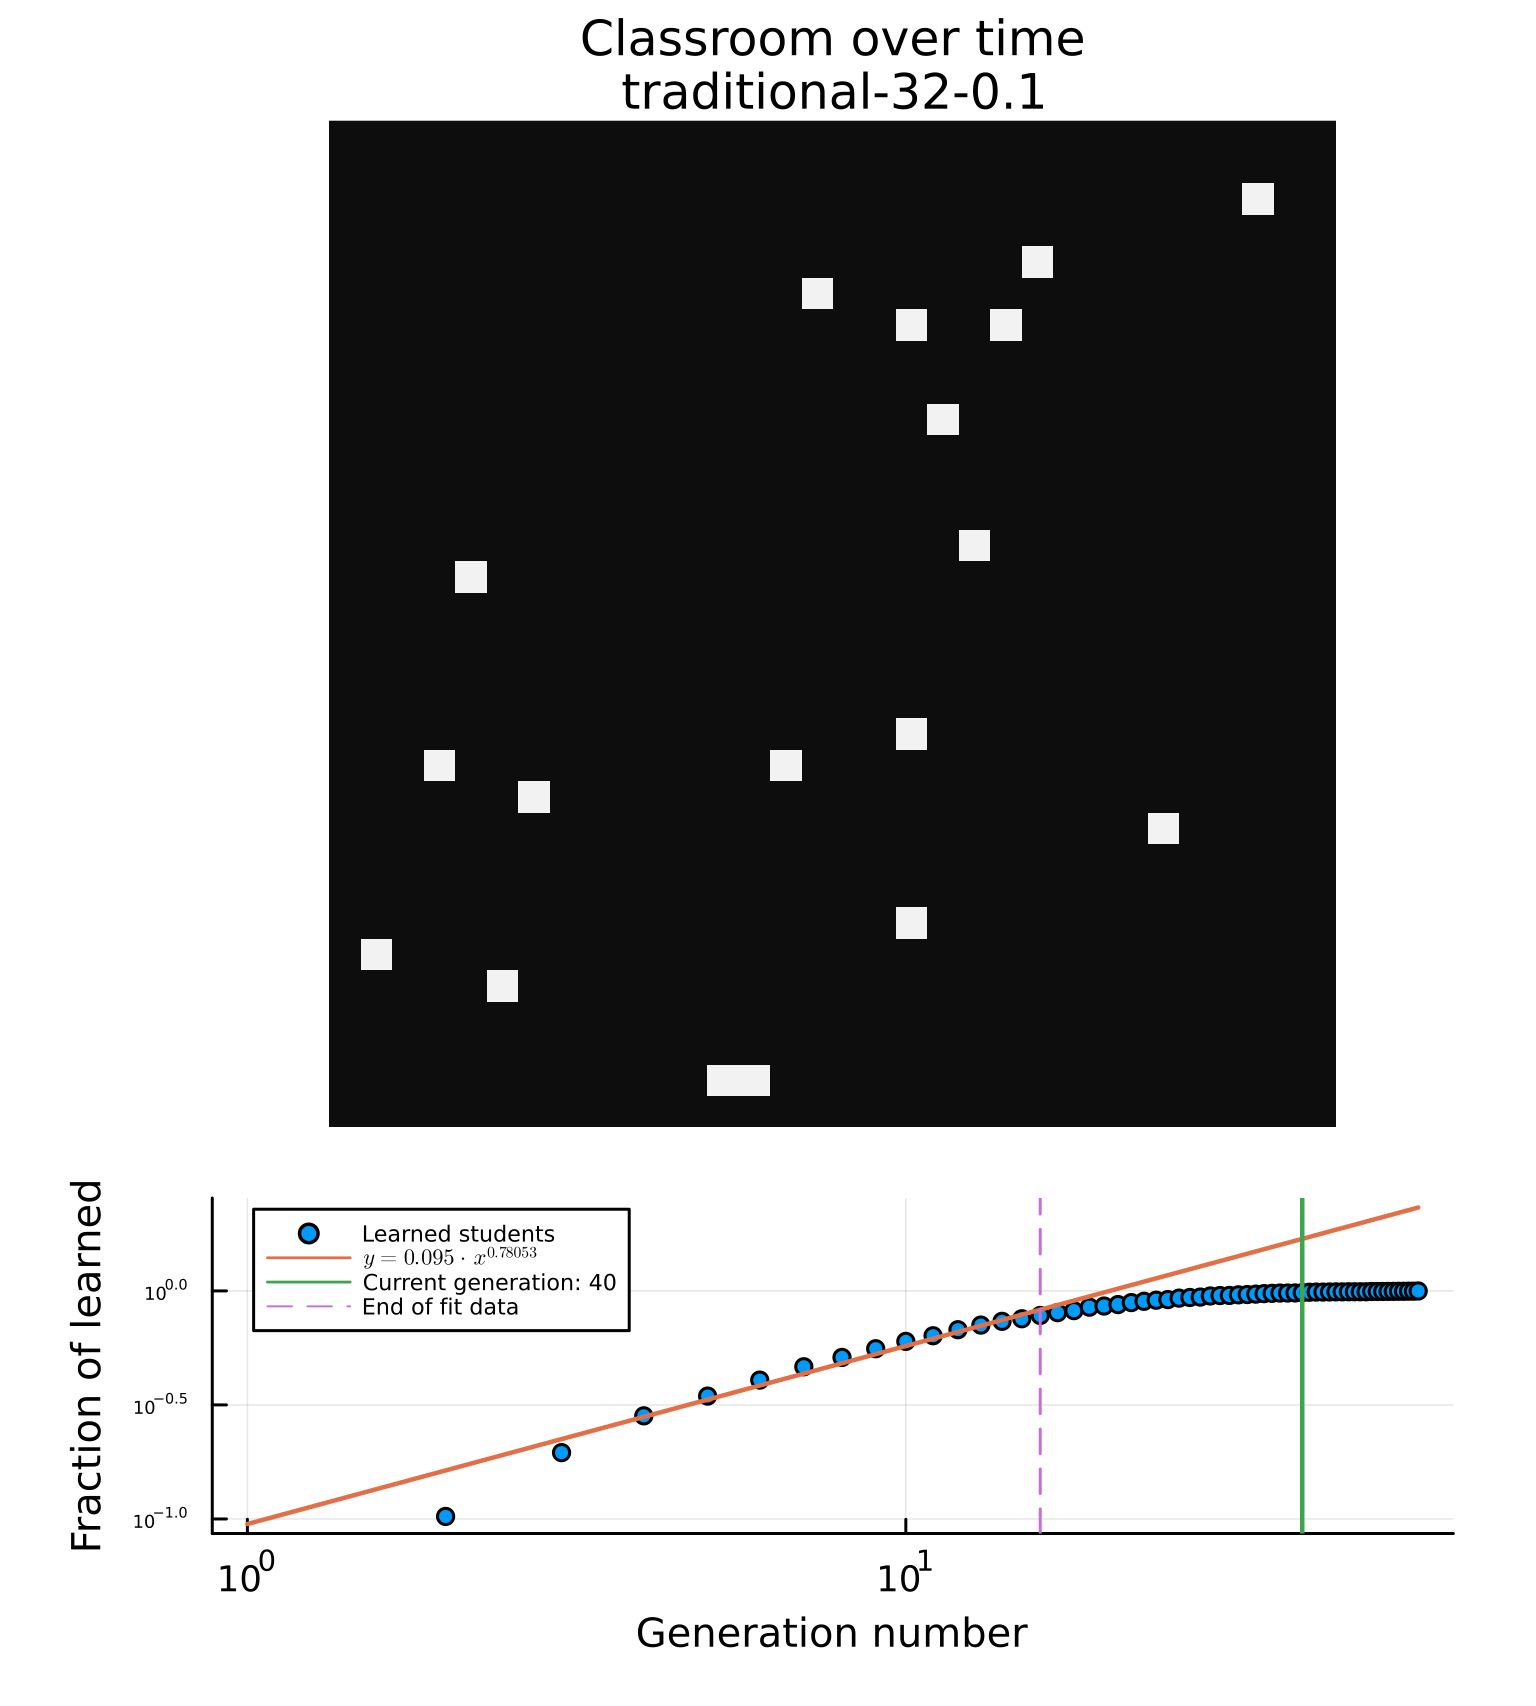 Classroom over time
traditional-32-0.1
Fraction of learned
Learned students
y = 0.095 · x^0.78053
Current generation: 40
End of fit data
10^0.0
10^−0.5
10^−1.0
10^0
10^1
Generation number